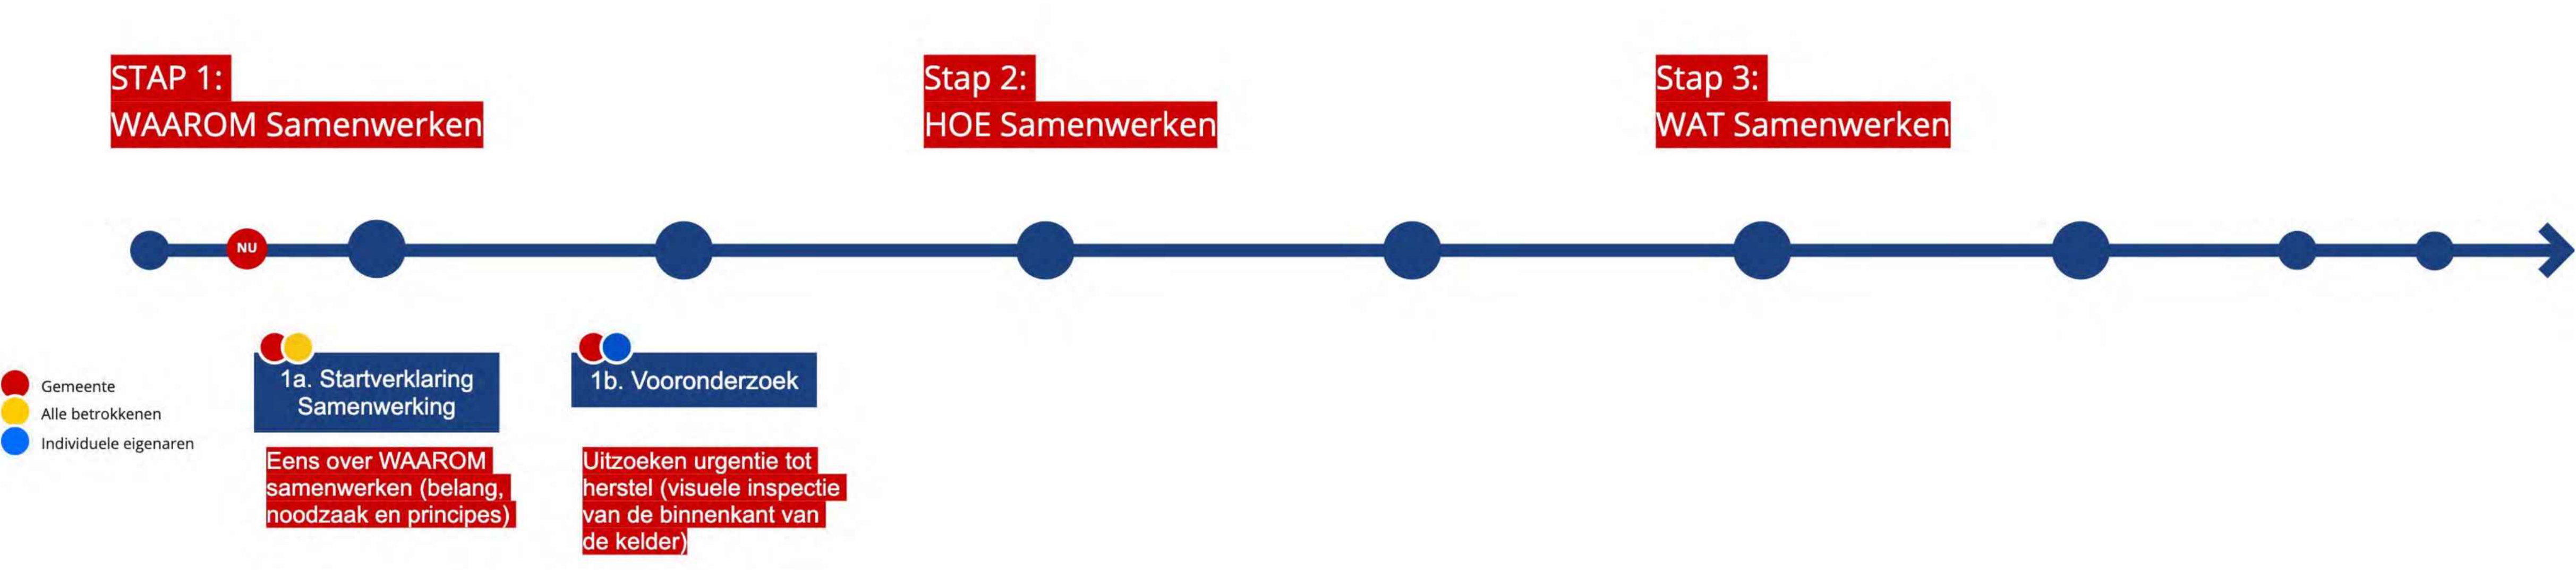 STAP 1:
WAAROM Samenwerken
Stap 2:
HOE Samenwerken
Stap 3:
WAT Samenwerken
NU
Gemeente
Alle betrokkenen
Individuele eigenaren
1a. Startverklaring
Samenwerking
Eens over WAAROM
samenwerken (belang,
noodzaak en principes)
1b. Vooronderzoek
Uitzoeken urgentie tot
herstel (visuele inspectie
van de binnenkant van
de kelder)